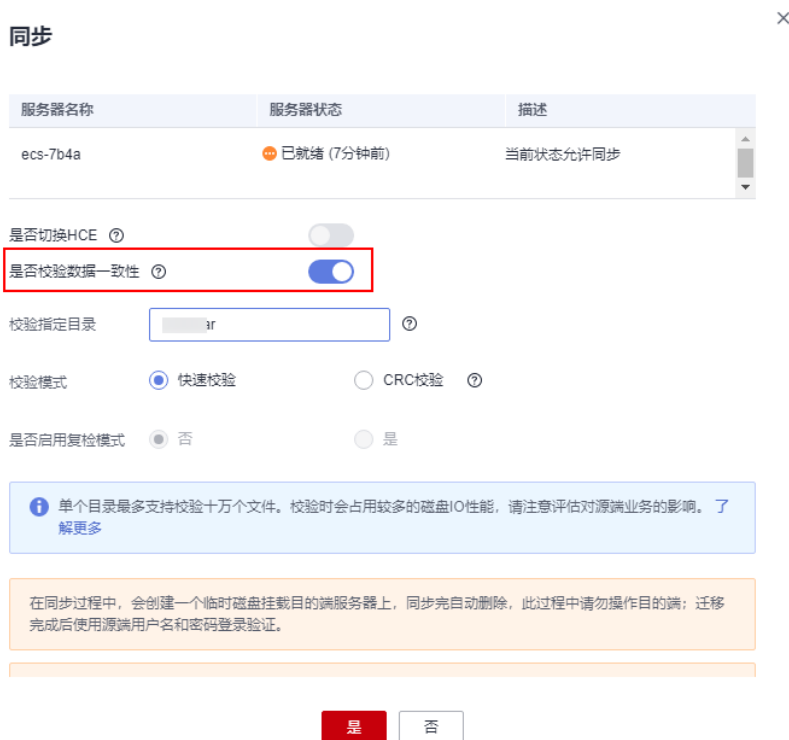 同步
服务器名称 服务器状态 描述
ecs-7b4a 已就绪 (7分钟前) 当前状态允许同步
是否切换HCE
是否校验数据一致性
校验指定目录 ar
校验模式 快速校验 CRC校验
是否启用复检模式 否 是
单个目录最多支持校验十万个文件。校验时会占用较多的磁盘IO性能，请注意评估对源端业务的影响。 了
解更多
在同步过程中，会创建一个临时磁盘挂载目的端服务器上，同步完自动删除，此过程中请勿操作目的端；迁移
完成后使用源端用户名和密码登录验证。
是 否